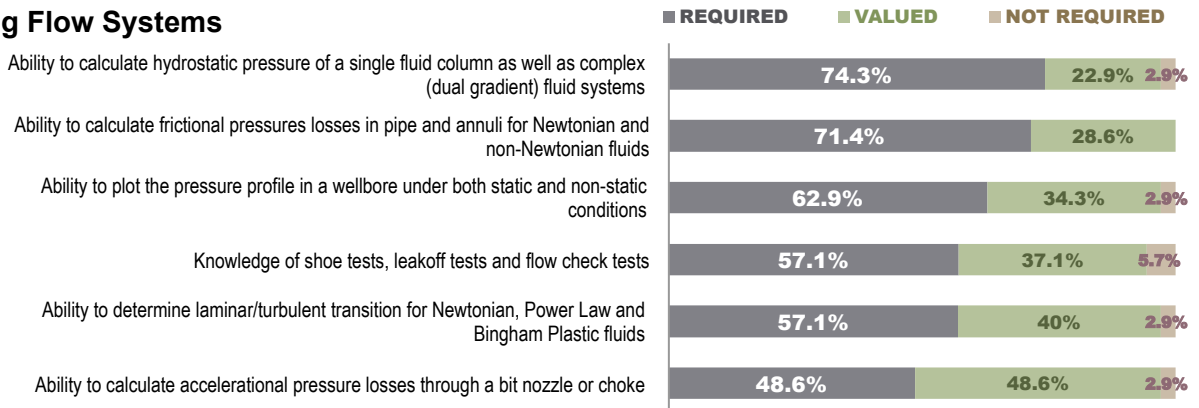 g Flow Systems
REQUIRED VALUED NOT REQUIRED
Ability to calculate hydrostatic pressure of a single fluid column as well as complex
(dual gradient) fluid systems
74.3% 22.9% 2.9%
Ability to calculate frictional pressures losses in pipe and annuli for Newtonian and
non-Newtonian fluids
71.4% 28.6%
Ability to plot the pressure profile in a wellbore under both static and non-static
conditions
62.9% 34.3% 2.9%
Knowledge of shoe tests, leakoff tests and flow check tests
57.1% 37.1% 5.7%
Ability to determine laminar/turbulent transition for Newtonian, Power Law and
Bingham Plastic fluids
57.1% 40% 2.9%
Ability to calculate accelerational pressure losses through a bit nozzle or choke
48.6% 48.6% 2.9%